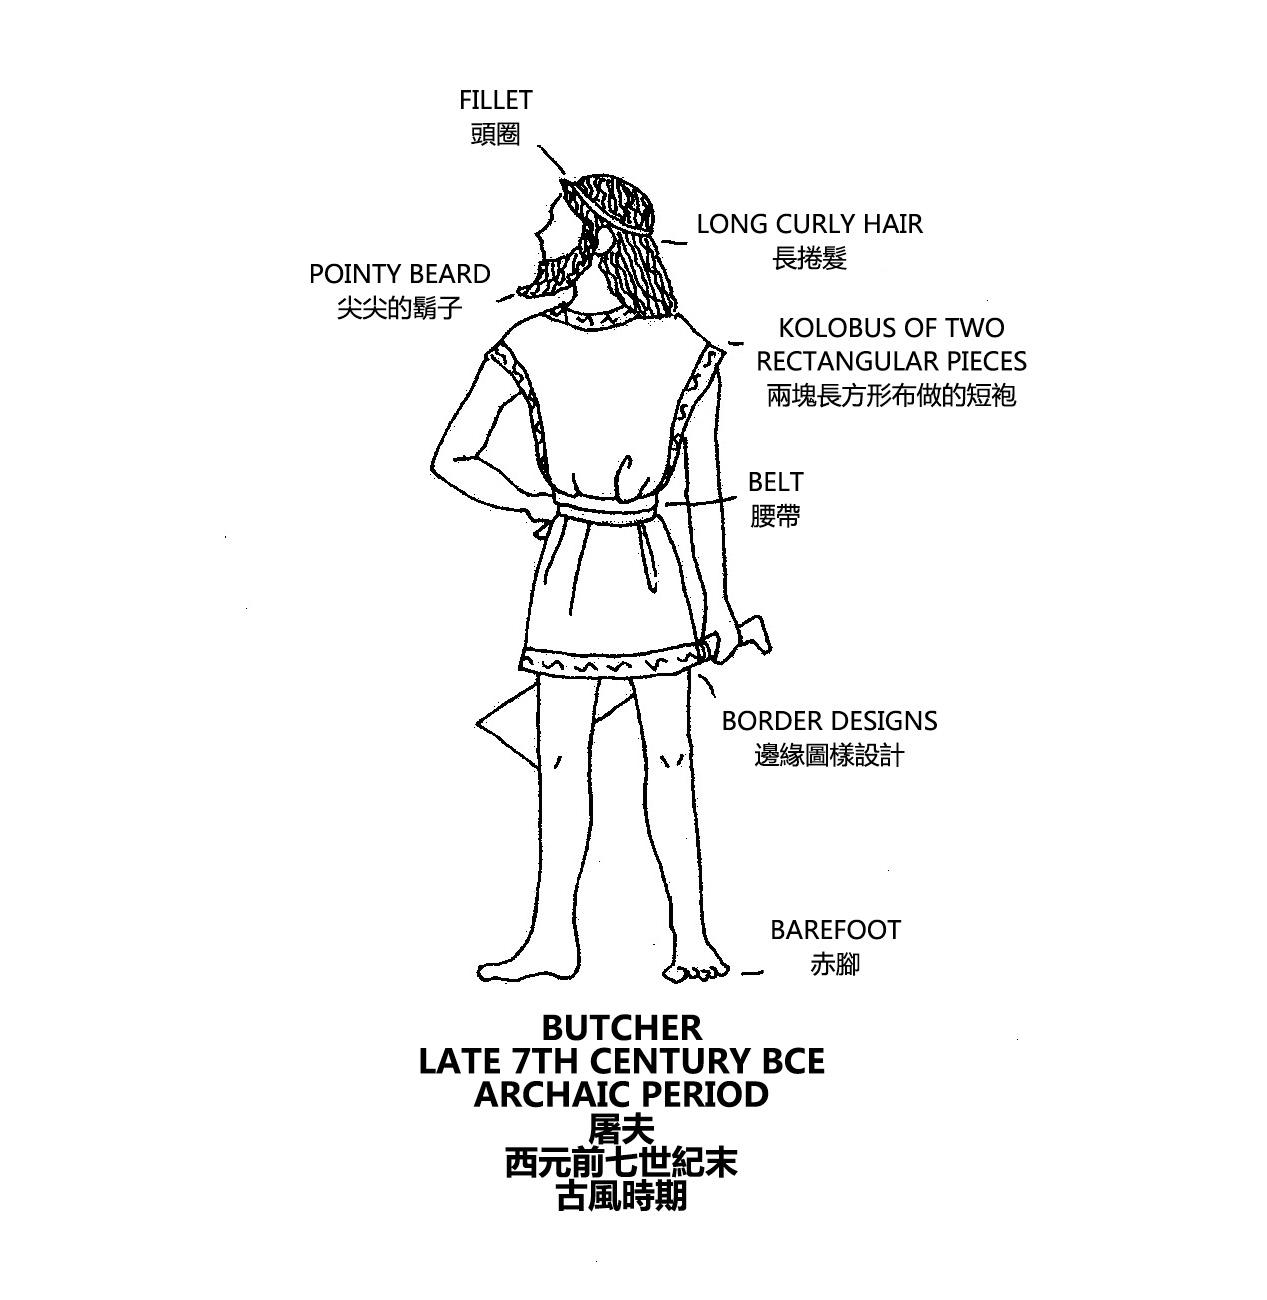 FILLET
頭圈
LONG CURLY HAIR
長捲髮
POINTY BEARD
尖尖的鬍子
KOLOBUS OF TWO
RECTANGULAR PIECES
兩塊長方形布做的短袍
BELT
腰帶
BORDER DESIGNS
邊緣圖樣設計
BAREFOOT
赤腳
BUTCHER
LATE 7TH CENTURY BCE
ARCHAIC PERIOD
屠夫
西元前七世紀末
古風時期